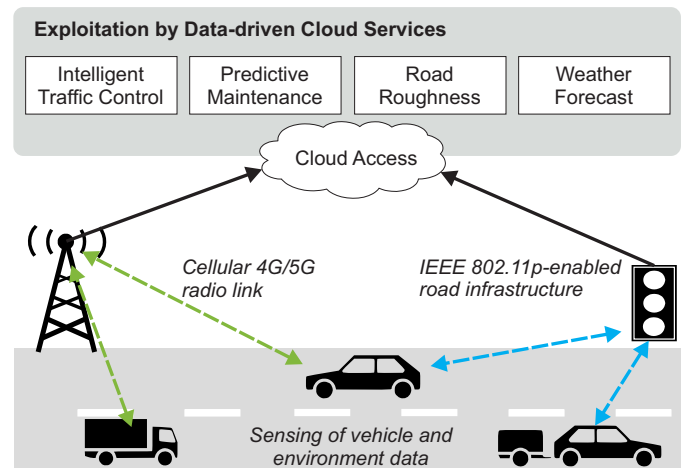 Exploitation by Data-driven Cloud Services
Intelligent
Traffic Control
Predictive
Maintenance
Road
Roughness
Weather
Forecast
Cloud Access
Cellular 4G/5G
radio link
IEEE 802.11p-enabled
road infrastructure
Sensing of vehicle and
environment data